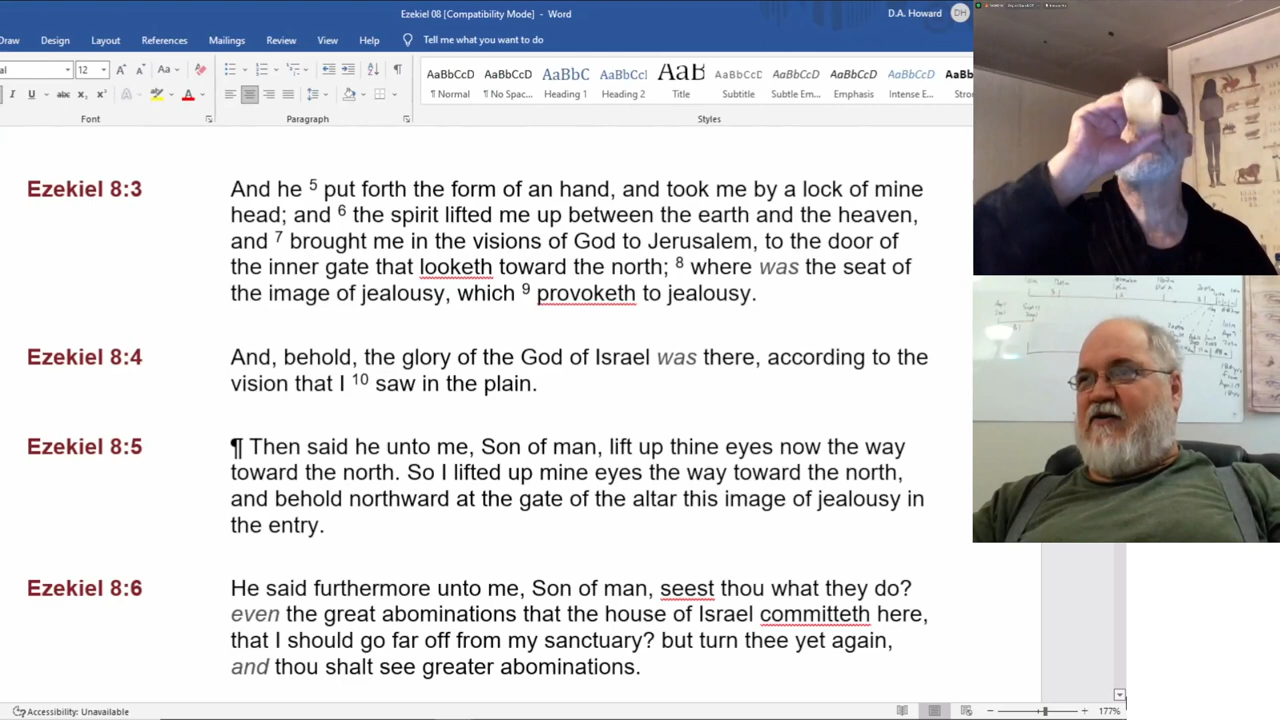 Ezekiel 08 [Compatibility Mode] - Word
D.A. Howard DH
Draw Design Layout References Mailings Review View Help Tell me what you want to do
12 Aa
AaBbCcD AaBbCcD AaBbC AaBbCcI AaB AaBbCcD AaBbCcD AaBbCcD AaBbCcD
¶ Normal ¶ No Spac... Heading 1 Heading 2 Title Subtitle Subtle Em... Emphasis Intense E...
Font Paragraph Styles
Ezekiel 8:3 And he 5 put forth the form of an hand, and took me by a lock of mine
head; and 6 the spirit lifted me up between the earth and the heaven,
and 7 brought me in the visions of God to Jerusalem, to the door of
the inner gate that looketh toward the north; 8 where was the seat of
the image of jealousy, which 9 provoketh to jealousy.
Ezekiel 8:4 And, behold, the glory of the God of Israel was there, according to the
vision that I 10 saw in the plain.
Ezekiel 8:5 ¶ Then said he unto me, Son of man, lift up thine eyes now the way
toward the north. So I lifted up mine eyes the way toward the north,
and behold northward at the gate of the altar this image of jealousy in
the entry.
Ezekiel 8:6 He said furthermore unto me, Son of man, seest thou what they do?
even the great abominations that the house of Israel committeth here,
that I should go far off from my sanctuary? but turn thee yet again,
and thou shalt see greater abominations.
Accessibility: Unavailable
177%